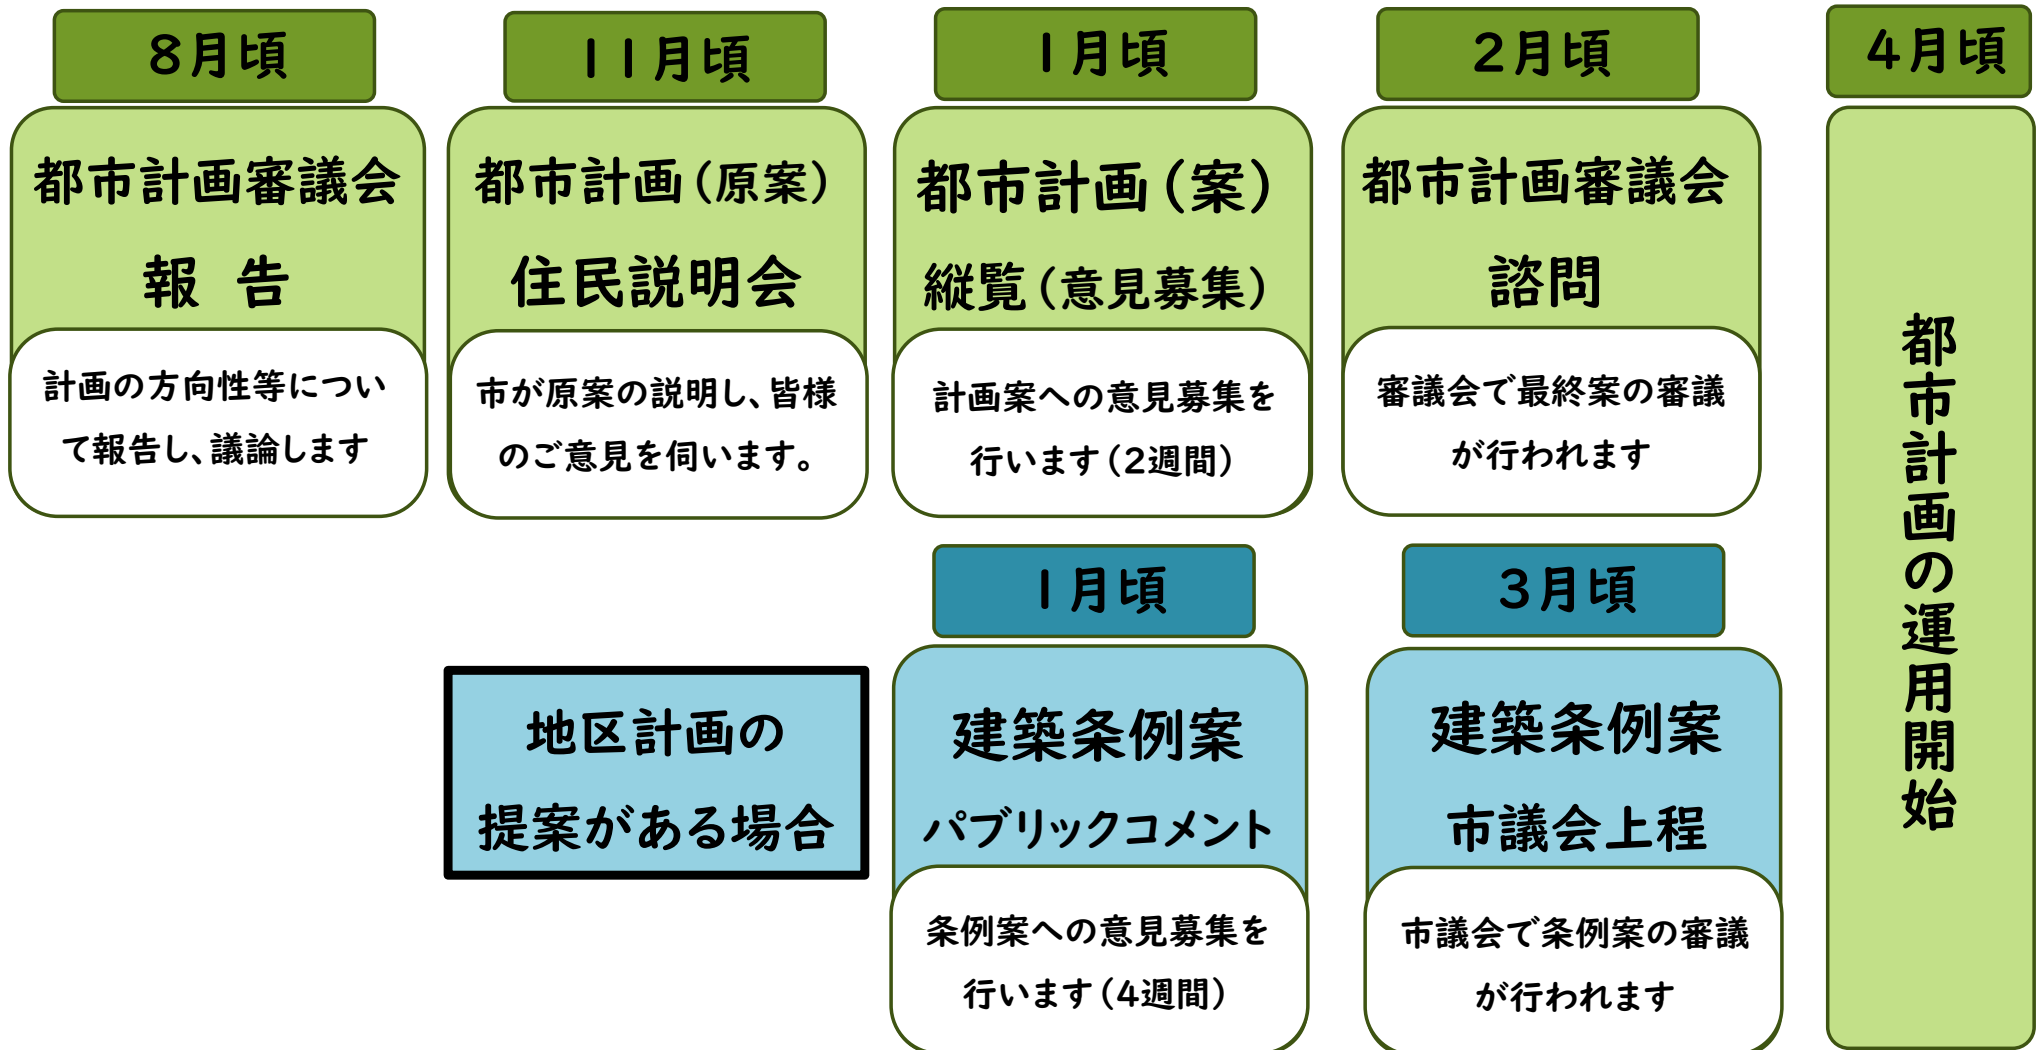 8月頃
都市計画審議会
報 告
計画の方向性等につい
て報告し、議論します
11月頃
都市計画(原案)
住民説明会
市が原案の説明し、皆様
のご意見を伺います。
1月頃
都市計画(案)
縦覧(意見募集)
計画案への意見募集を
行います(2週間)
2月頃
都市計画審議会
諮問
審議会で最終案の審議
が行われます
4月頃
都市計画の運用開始
地区計画の
提案がある場合
1月頃
建築条例案
パブリックコメント
条例案への意見募集を
行います(4週間)
3月頃
建築条例案
市議会上程
市議会で条例案の審議
が行われます